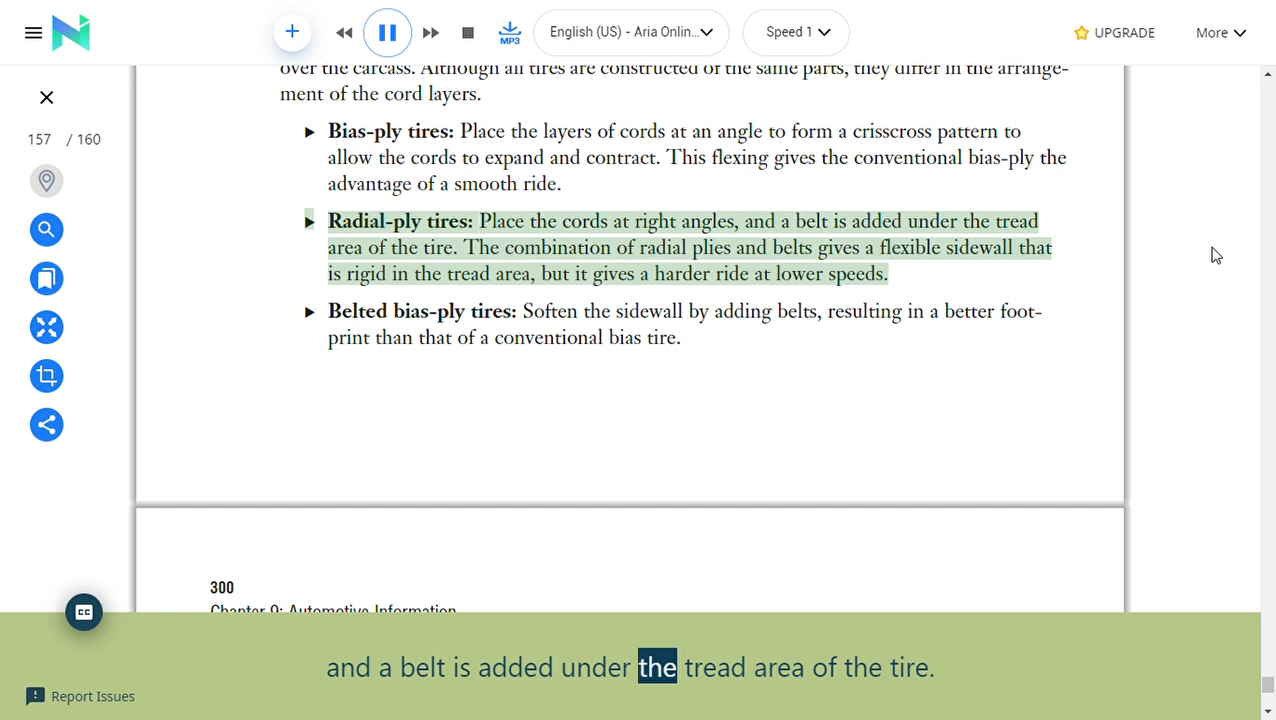 MP3
English (US) - Aria Onlin...
Speed 1
UPGRADE
More
157 / 160
over the carcass. Although all tires are constructed of the same parts, they differ in the arrange-
ment of the cord layers.
▶ Bias-ply tires: Place the layers of cords at an angle to form a crisscross pattern to
allow the cords to expand and contract. This flexing gives the conventional bias-ply the
advantage of a smooth ride.
▶ Radial-ply tires: Place the cords at right angles, and a belt is added under the tread
area of the tire. The combination of radial plies and belts gives a flexible sidewall that
is rigid in the tread area, but it gives a harder ride at lower speeds.
▶ Belted bias-ply tires: Soften the sidewall by adding belts, resulting in a better foot-
print than that of a conventional bias tire.
300
Chapter 9: Automotive Information
CC
and a belt is added under the tread area of the tire.
Report Issues